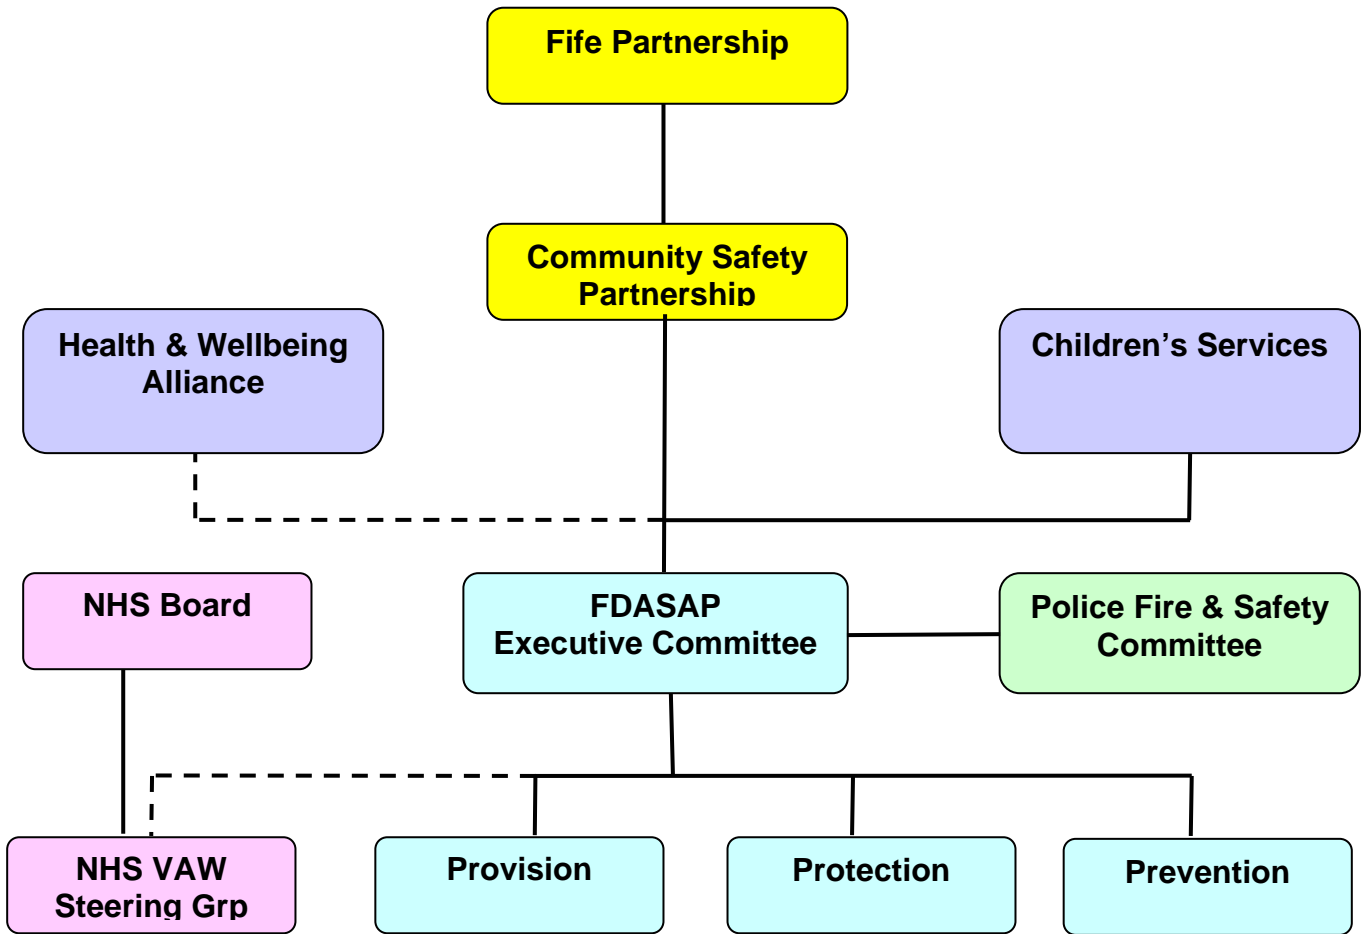 Fife Partnership
Community Safety
Partnership
Health & Wellbeing
Alliance
Children’s Services
NHS Board
FDASAP
Executive Committee
Police Fire & Safety
Committee
NHS VAW
Steering Grp
Provision
Protection
Prevention